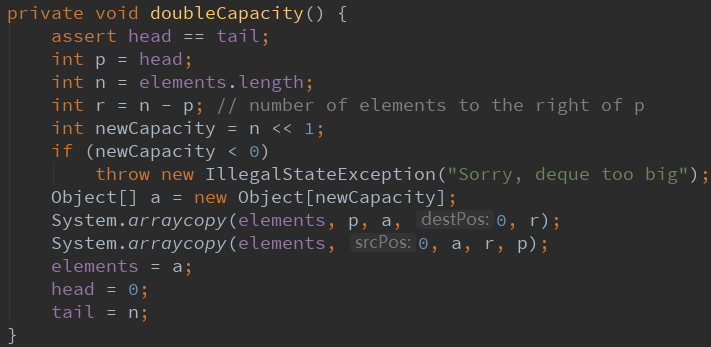 private void doubleCapacity() {
    assert head == tail;
    int p = head;
    int n = elements.length;
    int r = n - p; // number of elements to the right of p
    int newCapacity = n << 1;
    if (newCapacity < 0)
        throw new IllegalStateException("Sorry, deque too big");
    Object[] a = new Object[newCapacity];
    System.arraycopy(elements, p, a, destPos: 0, r);
    System.arraycopy(elements, srcPos: 0, a, r, p);
    elements = a;
    head = 0;
    tail = n;
}